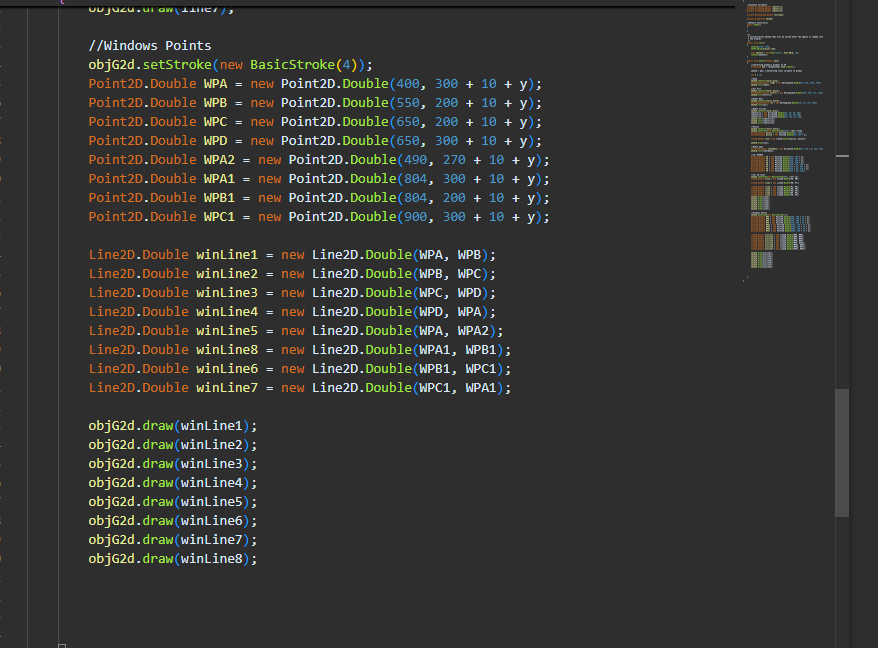 objG2d.draw(line7);
//Windows Points
objG2d.setStroke(new BasicStroke(4));
Point2D.Double WPA = new Point2D.Double(400, 300 + 10 + y);
Point2D.Double WPB = new Point2D.Double(550, 200 + 10 + y);
Point2D.Double WPC = new Point2D.Double(650, 200 + 10 + y);
Point2D.Double WPD = new Point2D.Double(650, 300 + 10 + y);
Point2D.Double WPA2 = new Point2D.Double(490, 270 + 10 + y);
Point2D.Double WPA1 = new Point2D.Double(804, 300 + 10 + y);
Point2D.Double WPB1 = new Point2D.Double(804, 200 + 10 + y);
Point2D.Double WPC1 = new Point2D.Double(900, 300 + 10 + y);
Line2D.Double winLine1 = new Line2D.Double(WPA, WPB);
Line2D.Double winLine2 = new Line2D.Double(WPB, WPC);
Line2D.Double winLine3 = new Line2D.Double(WPC, WPD);
Line2D.Double winLine4 = new Line2D.Double(WPD, WPA);
Line2D.Double winLine5 = new Line2D.Double(WPA, WPA2);
Line2D.Double winLine8 = new Line2D.Double(WPA1, WPB1);
Line2D.Double winLine6 = new Line2D.Double(WPB1, WPC1);
Line2D.Double winLine7 = new Line2D.Double(WPC1, WPA1);
objG2d.draw(winLine1);
objG2d.draw(winLine2);
objG2d.draw(winLine3);
objG2d.draw(winLine4);
objG2d.draw(winLine5);
objG2d.draw(winLine6);
objG2d.draw(winLine7);
objG2d.draw(winLine8);